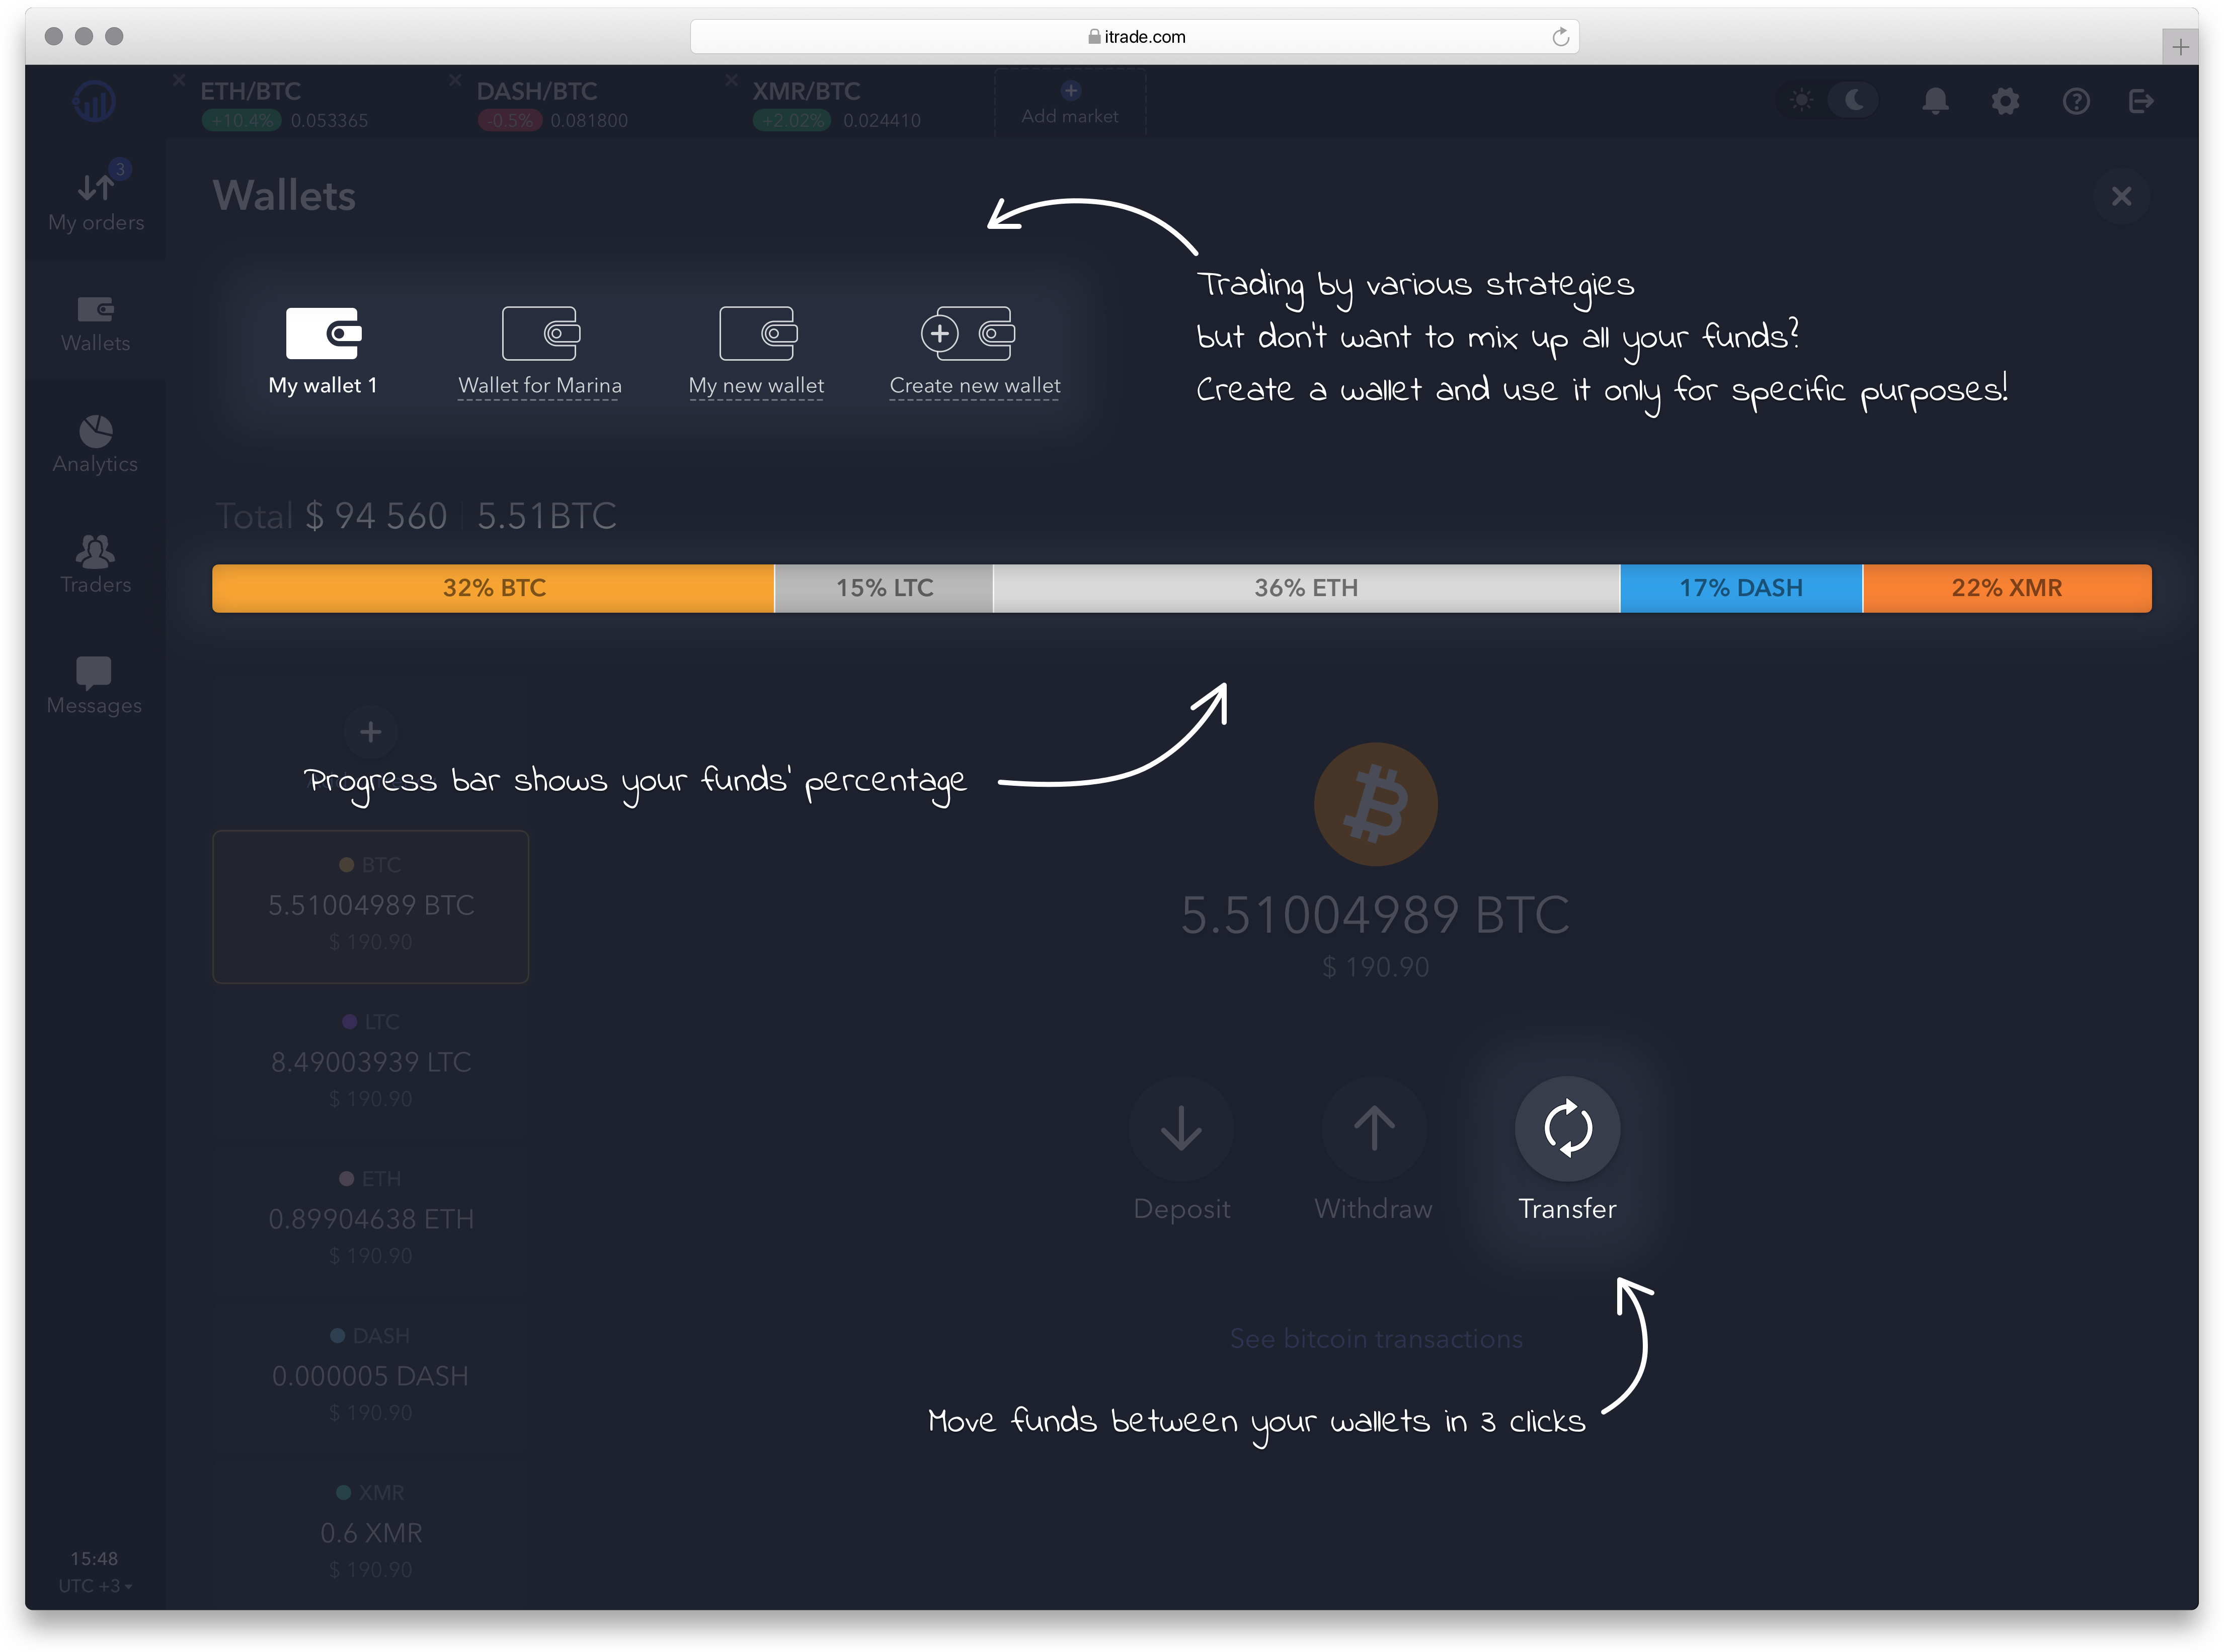 itrade.com
ETH/BTC
+10.4% 0.053365
DASH/BTC
-0.5% 0.081800
XMR/BTC
+2.02% 0.024410
Add market
3
My orders
Wallets
Analytics
Traders
Messages
15:48
UTC +3
Wallets
My wallet 1
Wallet for Marina
My new wallet
Create new wallet
Trading by various strategies
but don't want to mix up all your funds?
Create a wallet and use it only for specific purposes!
Total $ 94 560 | 5.51BTC
32% BTC
15% LTC
36% ETH
17% DASH
22% XMR
Progress bar shows your funds' percentage
BTC
5.51004989 BTC
$ 190.90
LTC
8.49003939 LTC
$ 190.90
ETH
0.89904638 ETH
$ 190.90
DASH
0.000005 DASH
$ 190.90
XMR
0.6 XMR
$ 190.90
5.51004989 BTC
$ 190.90
Deposit
Withdraw
Transfer
See bitcoin transactions
Move funds between your wallets in 3 clicks